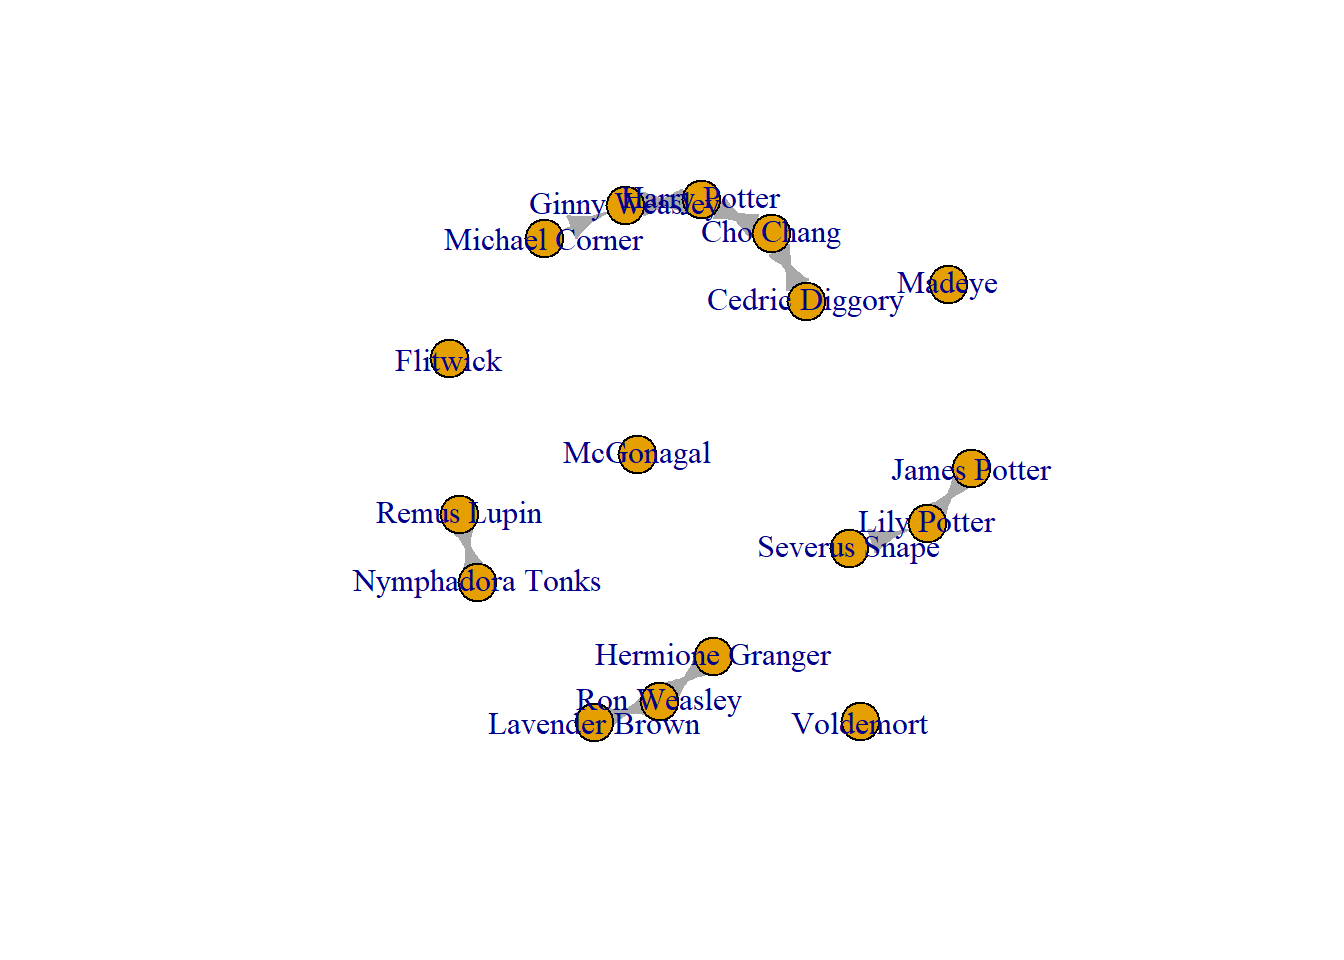 Harry Potter
Ginny Weasley
Cho Chang
Michael Corner
Madeye
Cedric Diggory
Flitwick
McGonagal
James Potter
Remus Lupin
Lily Potter
Severus Snape
Nymphadora Tonks
Hermione Granger
Ron Weasley
Lavender Brown
Voldemort